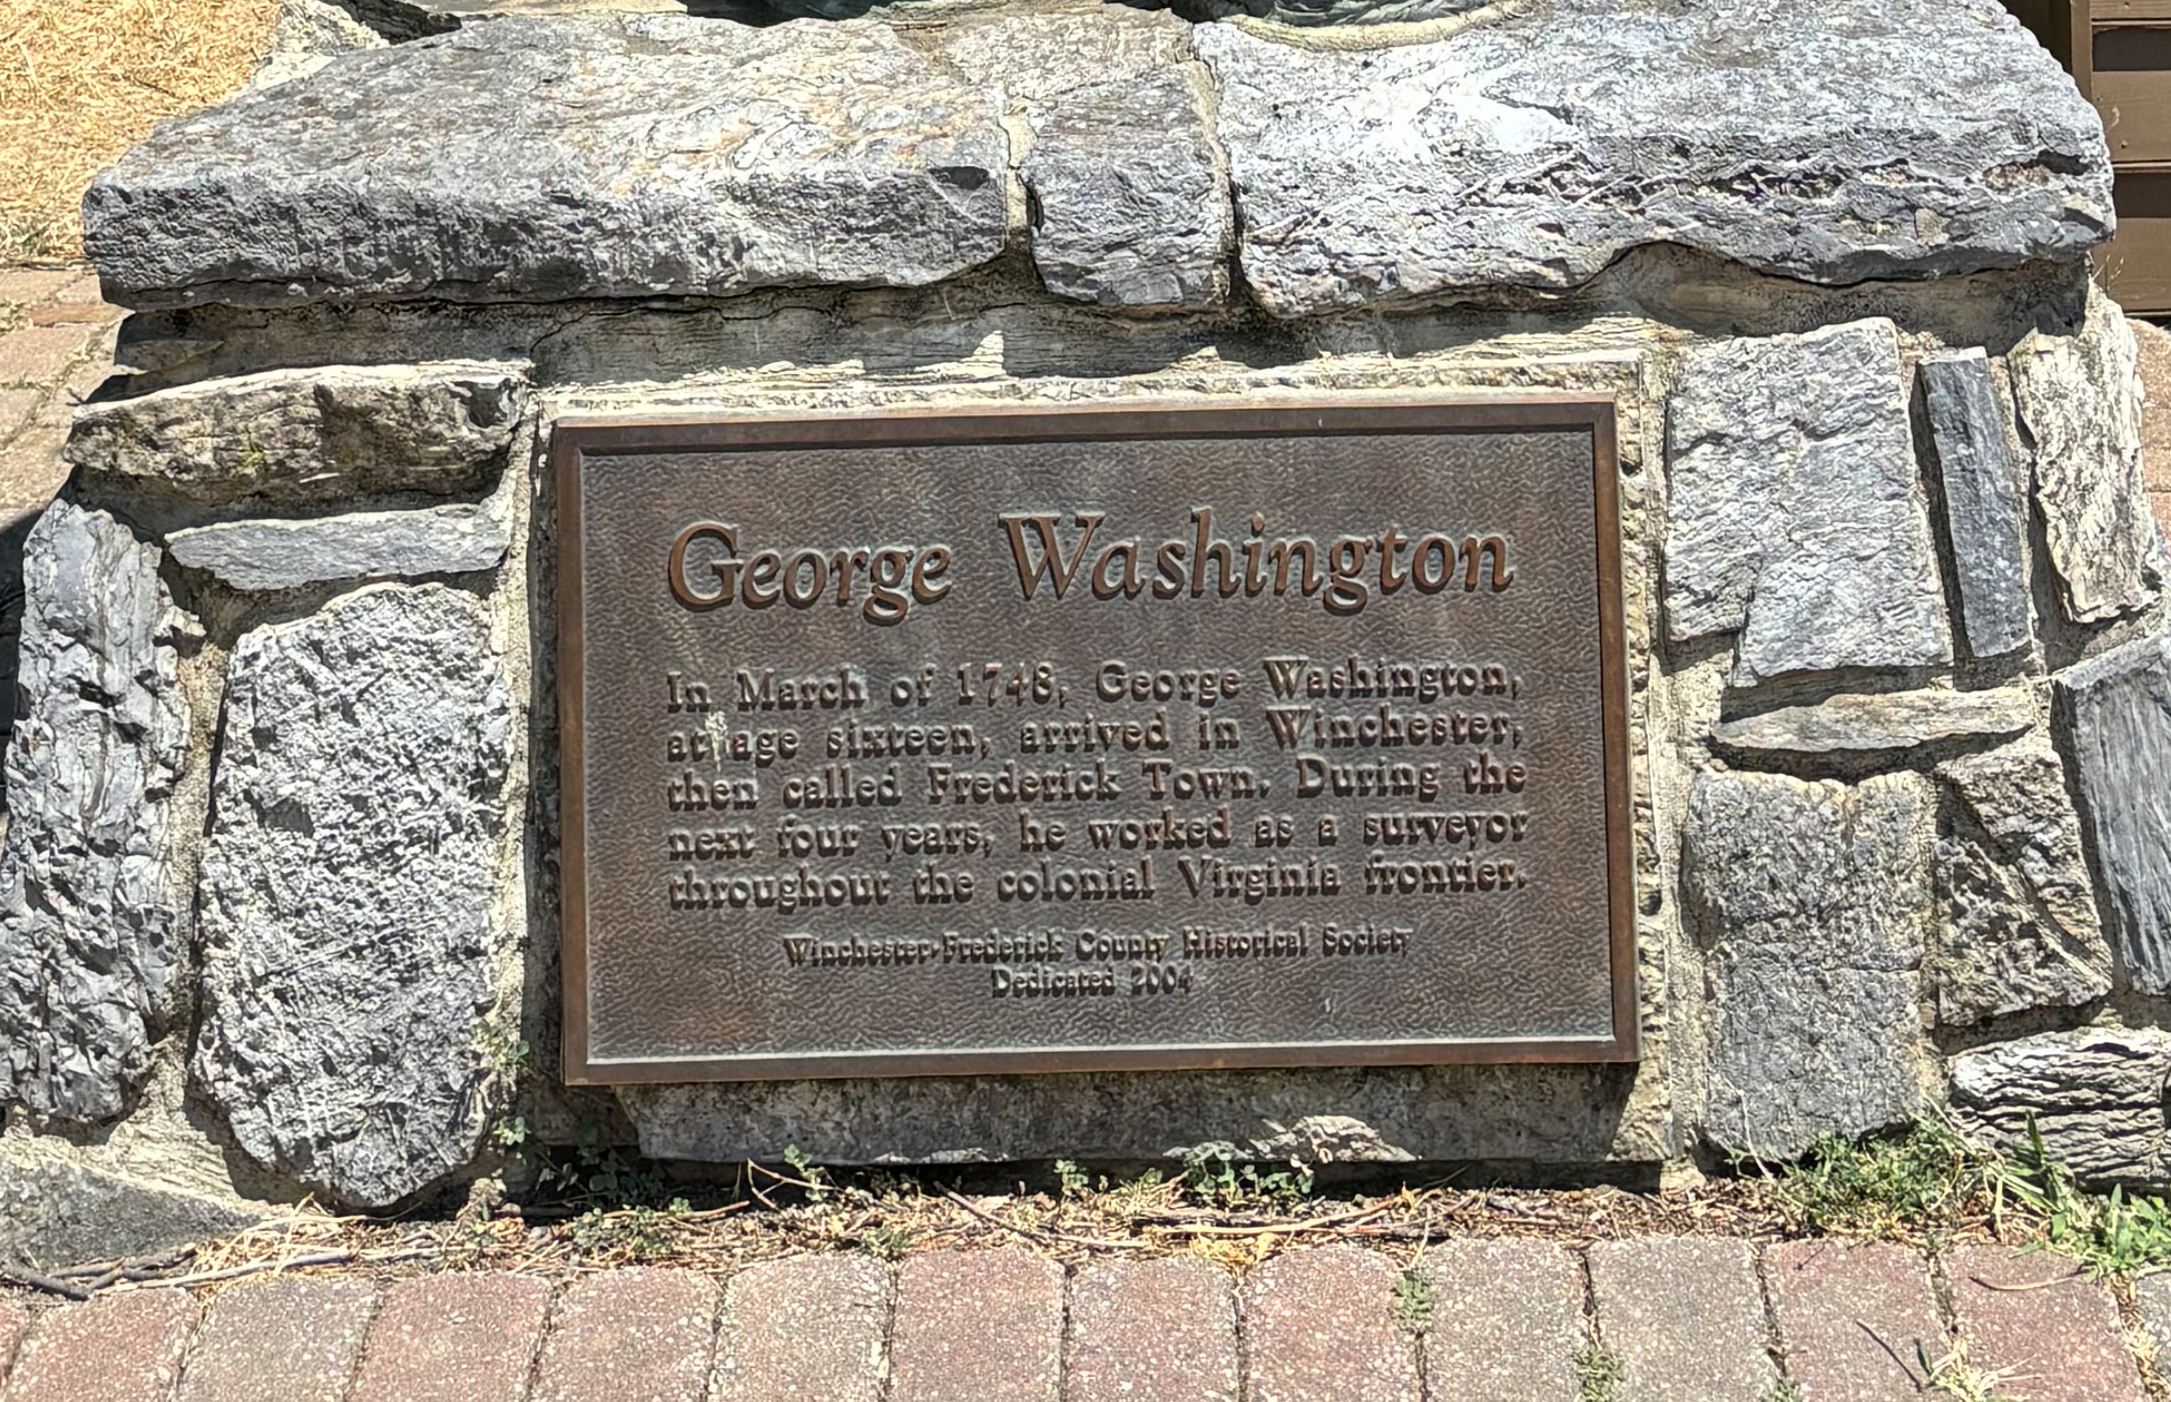 George Washington
In March of 1748, George Washington,
at age sixteen, arrived in Winchester,
then called Frederick Town. During the
next four years, he worked as a surveyor
throughout the colonial Virginia frontier.
Winchester-Frederick County Historical Society
Dedicated 2004